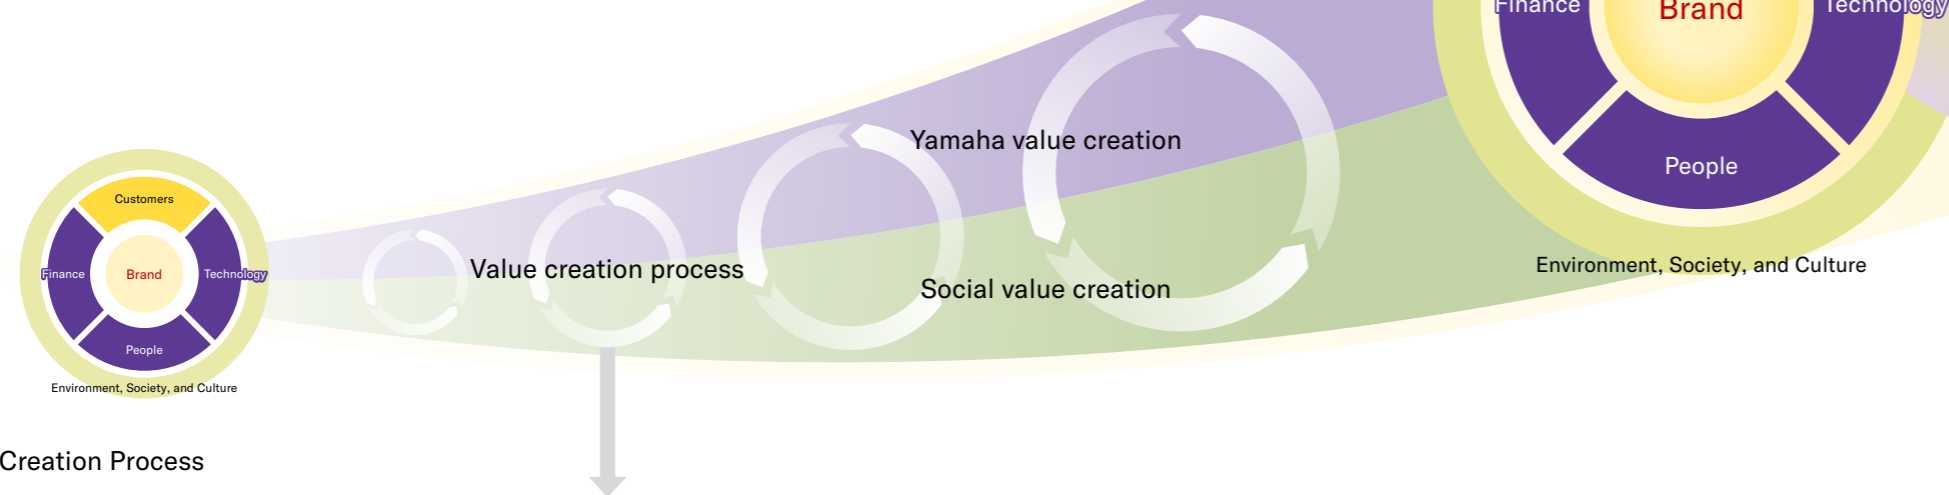 Finance
Brand
Technology
People
Environment, Society, and Culture
Yamaha value creation
Value creation process
Social value creation
Customers
Finance
Brand
Technology
People
Environment, Society, and Culture
Creation Process